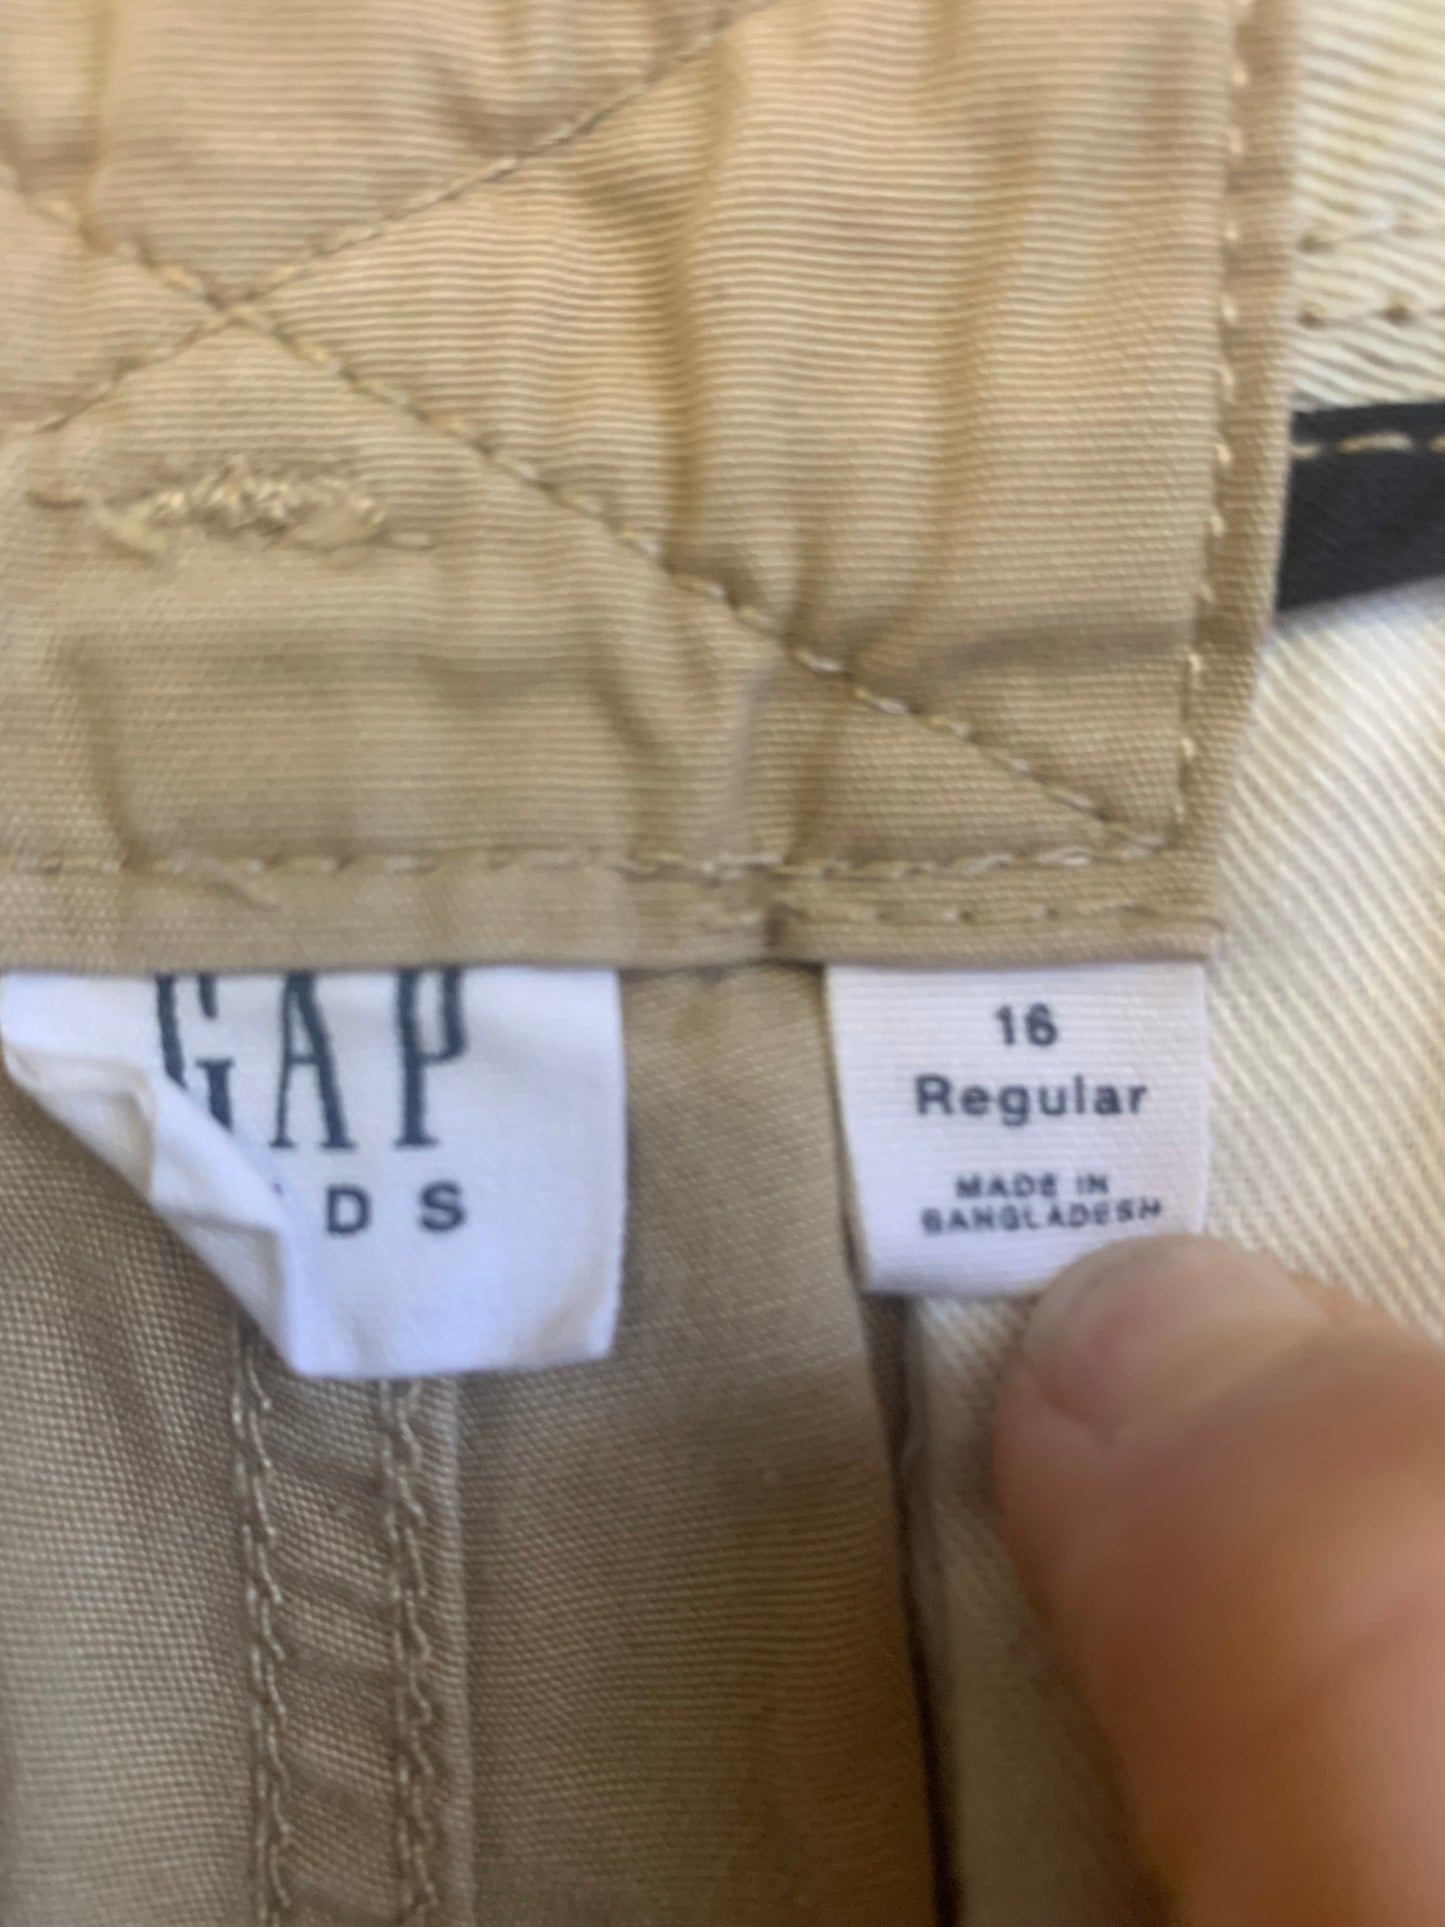 GAP
DS
16
Regular
MADE IN
BANGLADESH